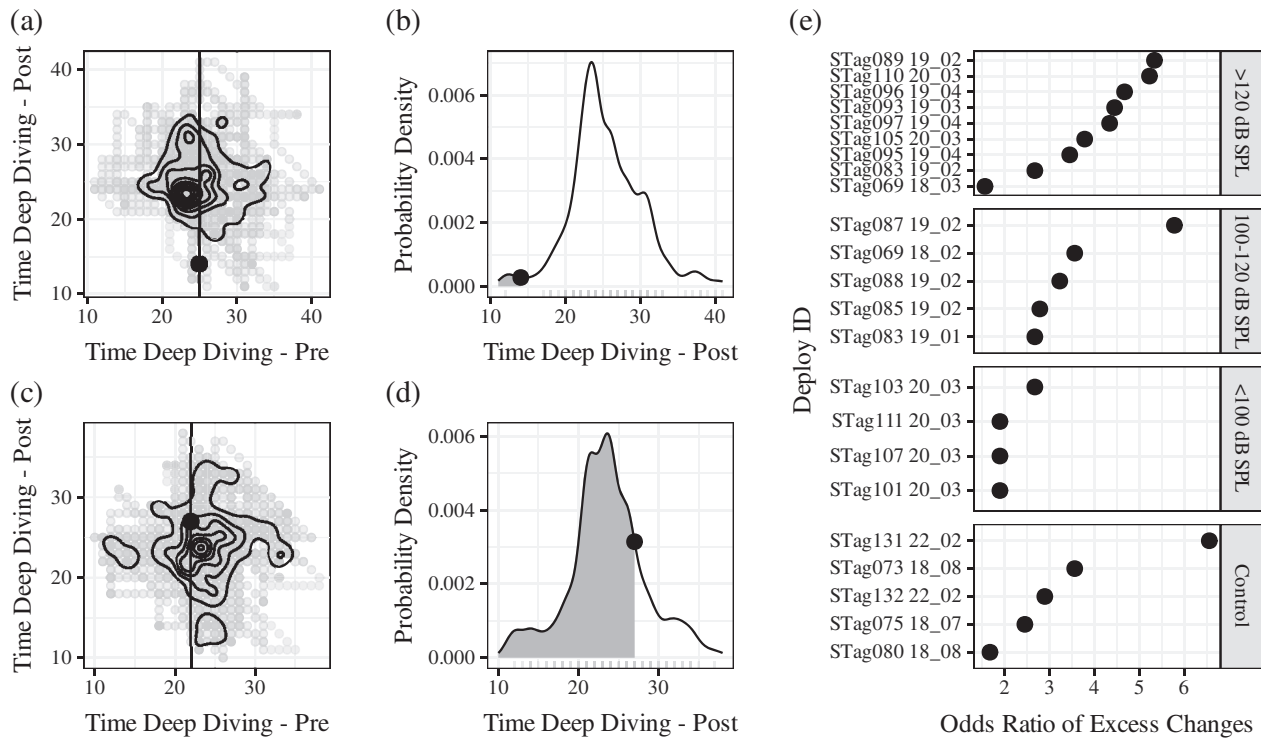 (a)
Time Deep Diving - Post
40
30
20
10
10 20 30 40
Time Deep Diving - Pre
(b)
Probability Density
0.006
0.004
0.002
0.000
10 20 30 40
Time Deep Diving - Post
(c)
Time Deep Diving - Post
30
20
10
10 20 30
Time Deep Diving - Pre
(d)
Probability Density
0.006
0.004
0.002
0.000
10 20 30
Time Deep Diving - Post
(e)
Deploy ID
STag089 19_02
STag110 20_03
STag096 19_04
STag093 19_03
STag097 19_04
STag105 20_03
STag095 19_04
STag083 19_02
STag069 18_03
>120 dB SPL
STag087 19_02
STag069 18_02
STag088 19_02
STag085 19_02
STag083 19_01
100-120 dB SPL
STag103 20_03
STag111 20_03
STag107 20_03
STag101 20_03
<100 dB SPL
STag131 22_02
STag073 18_08
STag132 22_02
STag075 18_07
STag080 18_08
Control
2 3 4 5 6
Odds Ratio of Excess Changes